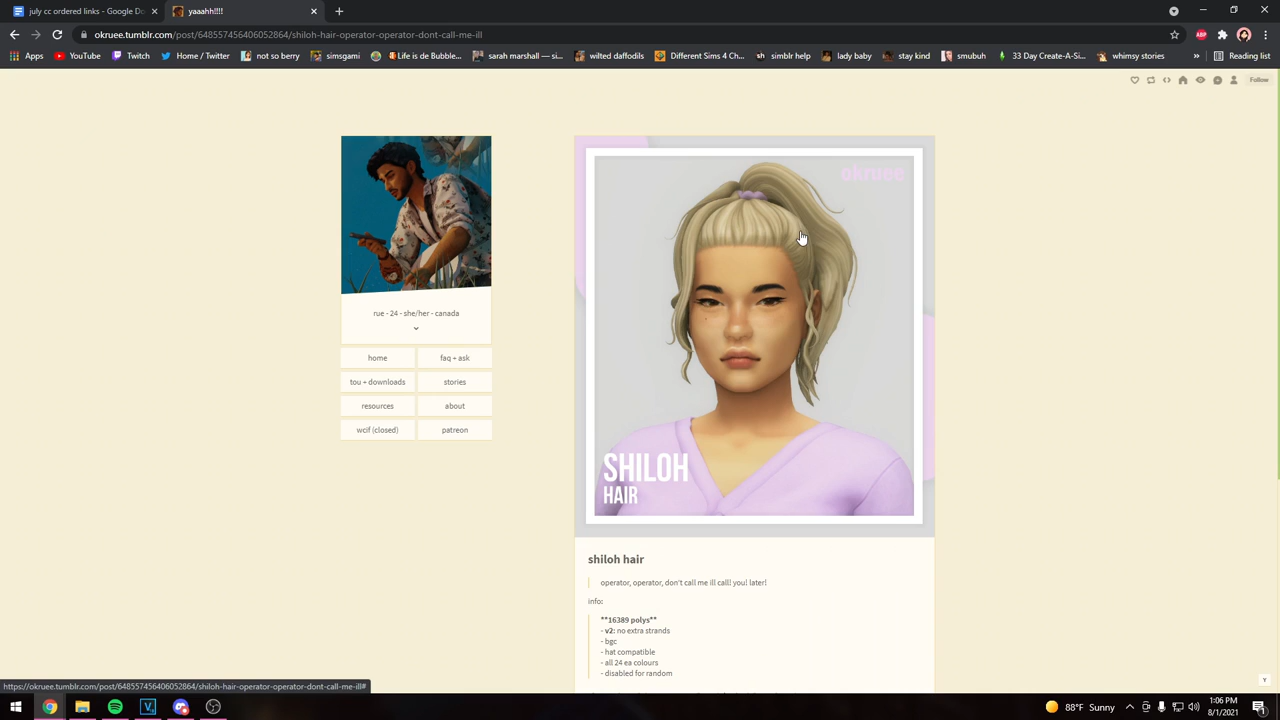 july cc ordered links - Google Do
yaaah!!!!
okruee.tumblr.com/post/648557456406052864/shiloh-hair-operator-operator-dont-call-me-ill
Apps
YouTube
Twitch
Home / Twitter
not so berry
simsgami
Life is de Bubble...
sarah marshall — si...
wilted daffodils
Different Sims 4 Ch...
simblr help
lady baby
stay kind
smubuh
33 Day Create-A-Si...
whimsy stories
»
Reading list
Follow
okruee
SHILOH
HAIR
rue - 24 - she/her - canada
home
faq + ask
tou + downloads
stories
resources
about
wcif (closed)
patreon
shiloh hair
operator, operator, don't call me ill call! you! later!
info:
**16389 polys**
- v2: no extra strands
- bgc
- hat compatible
- all 24 ea colours
- disabled for random
https://okruee.tumblr.com/post/648557456406052864/shiloh-hair-operator-operator-dont-call-me-ill#
Y
88°F Sunny
1:06 PM
8/1/2021